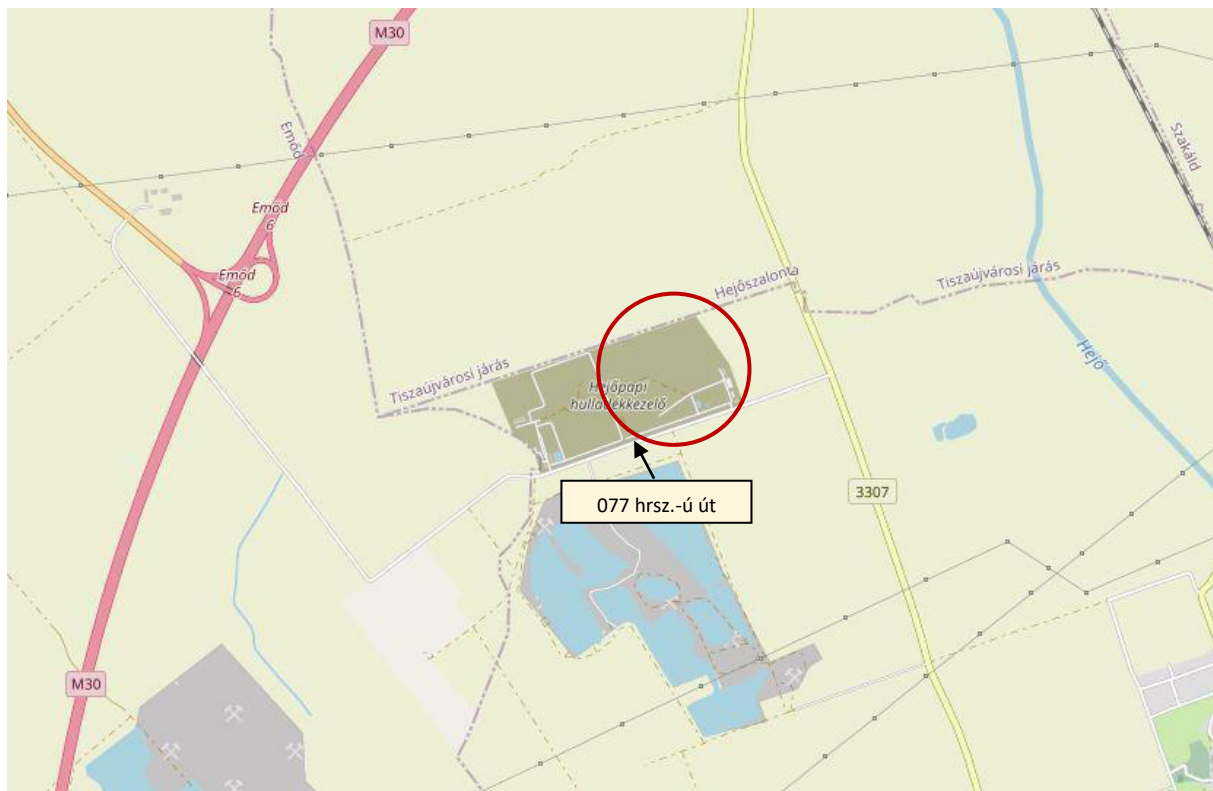 M30
Emőd
Szakáld
Emőd
6
Emőd
6
Hejőszalonta
Tiszaújvárosi járás
Hejő
Tiszaújvárosi járás
Hejőpapi
hulladékkezelő
3307
077 hrsz.-ú út
M30